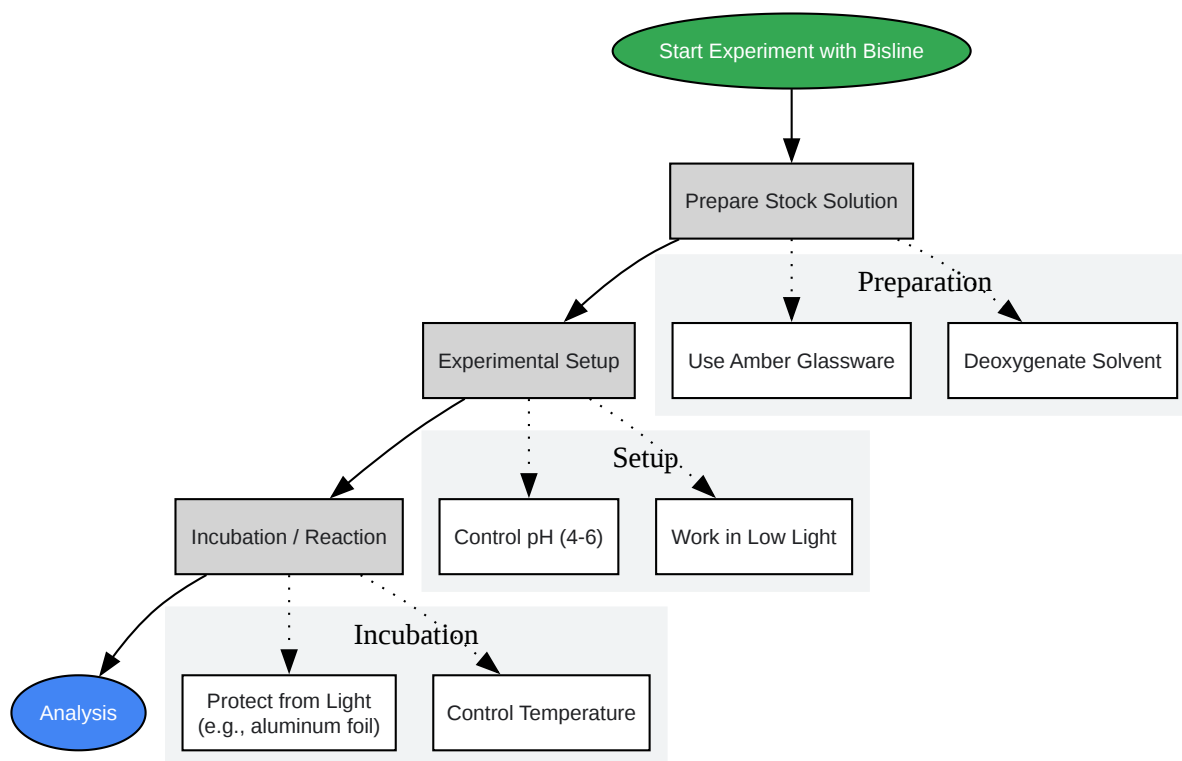 Start Experiment with Bisline
Prepare Stock Solution
Preparation
Experimental Setup
Use Amber Glassware
Deoxygenate Solvent
Setup
Incubation / Reaction
Control pH (4-6)
Work in Low Light
Incubation
Analysis
Protect from Light
(e.g., aluminum foil)
Control Temperature